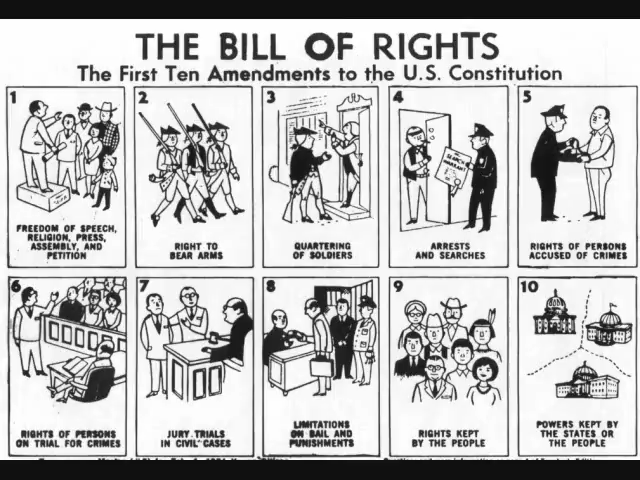 THE BILL OF RIGHTS
The First Ten Amendments to the U.S. Constitution
1
FREEDOM OF SPEECH,
RELIGION, PRESS,
ASSEMBLY, AND
PETITION
2
RIGHT TO
BEAR ARMS
3
QUARTERING
OF SOLDIERS
4
SEARCH
WARRANT
ARRESTS
AND SEARCHES
5
RIGHTS OF PERSONS
ACCUSED OF CRIMES
6
RIGHTS OF PERSONS
ON TRIAL FOR CRIMES
7
JURY TRIALS
IN CIVIL CASES
8
LIMITATIONS
ON BAIL AND
PUNISHMENTS
9
RIGHTS KEPT
BY THE PEOPLE
10
POWERS KEPT BY
THE STATES OR
THE PEOPLE